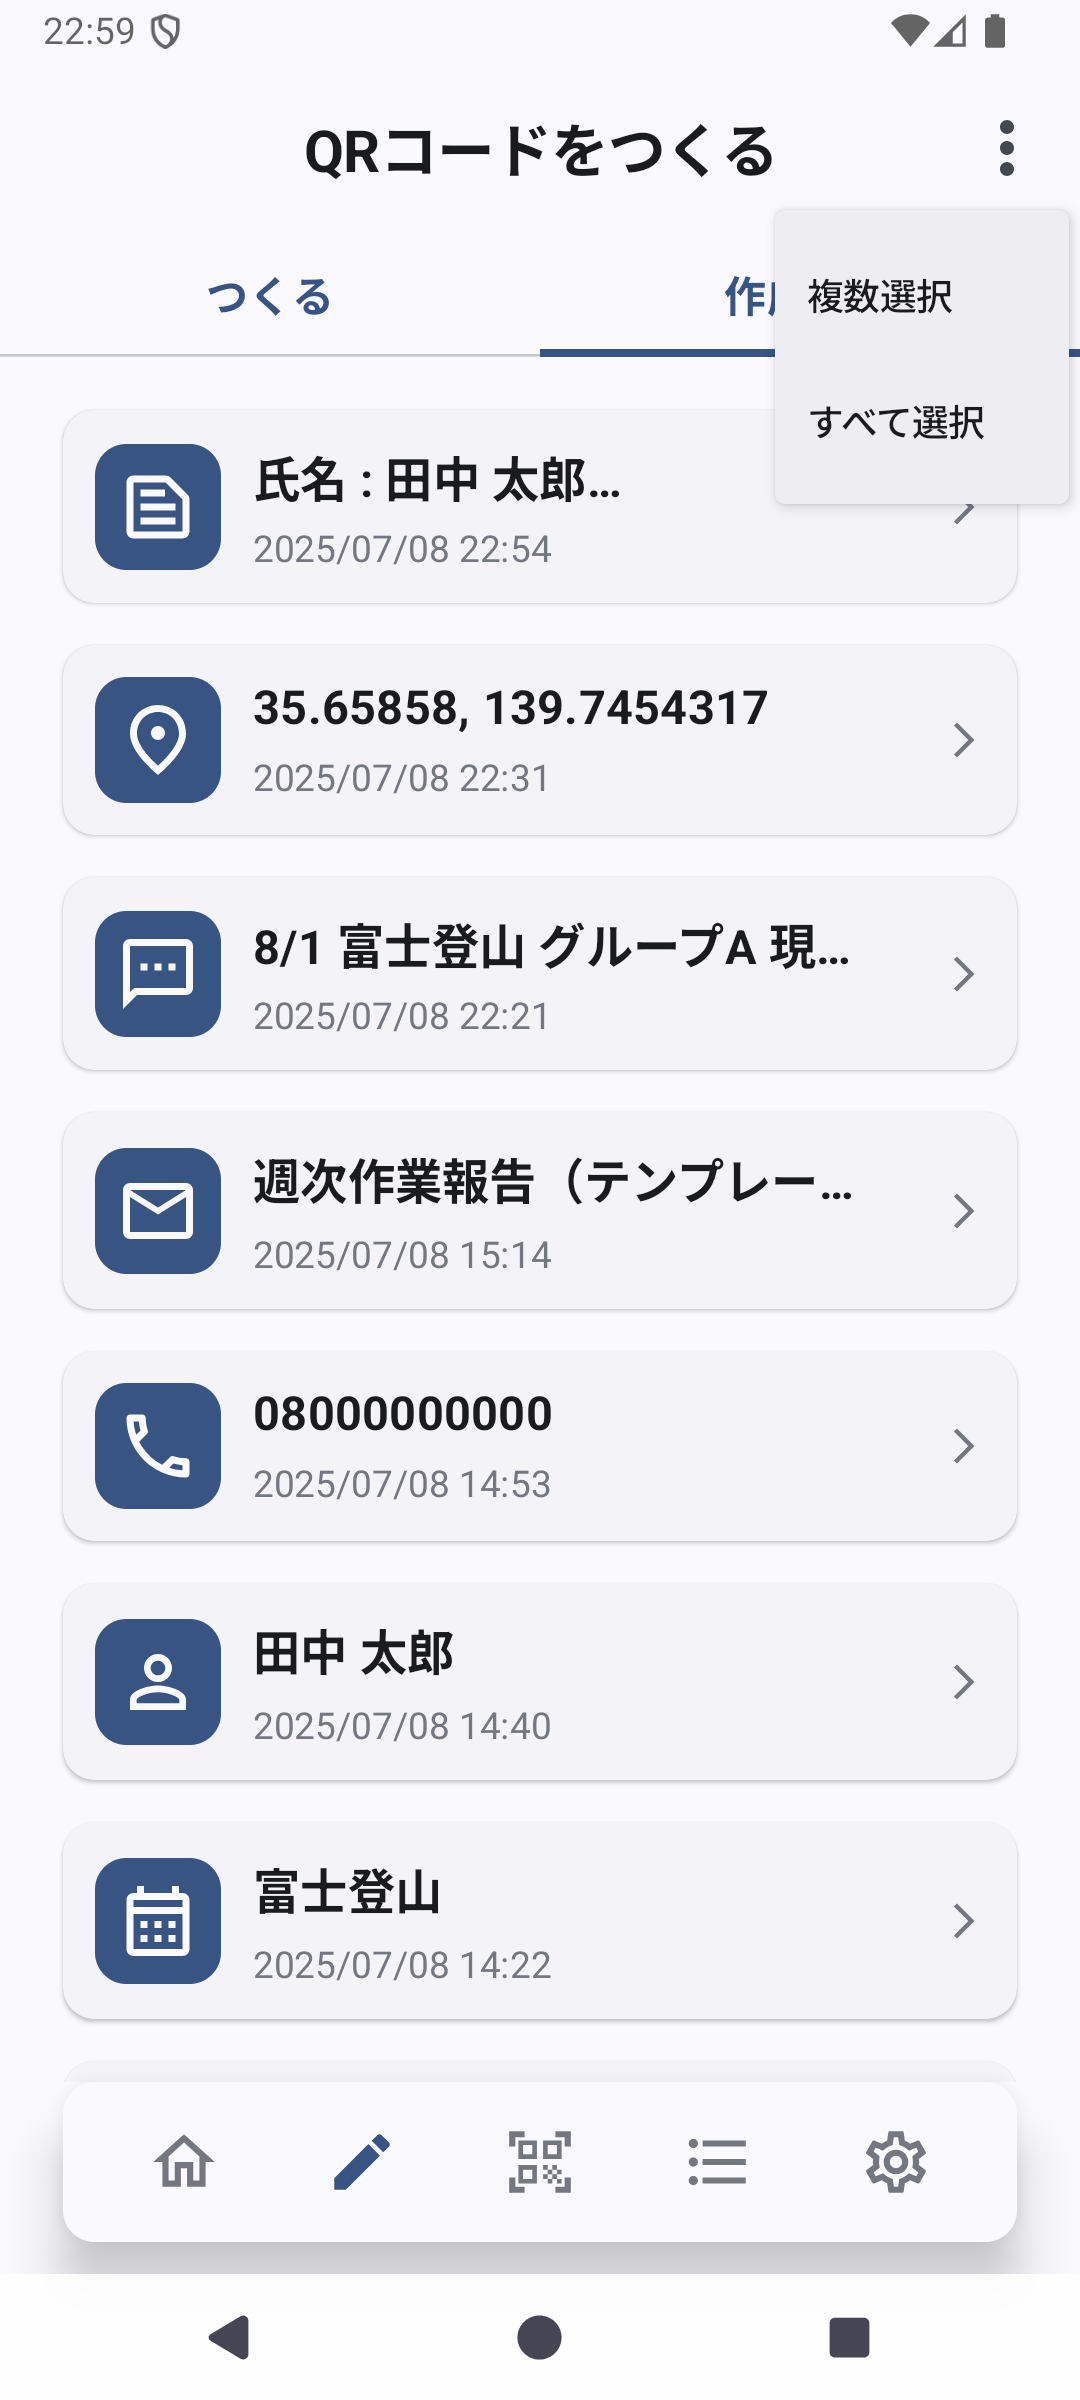 22:59
QRコードをつくる
つくる
作
複数選択
すべて選択
氏名 : 田中 太郎...
2025/07/08 22:54
35.65858, 139.7454317
2025/07/08 22:31
8/1 富士登山 グループA 現...
2025/07/08 22:21
週次作業報告（テンプレー...
2025/07/08 15:14
08000000000
2025/07/08 14:53
田中 太郎
2025/07/08 14:40
富士登山
2025/07/08 14:22